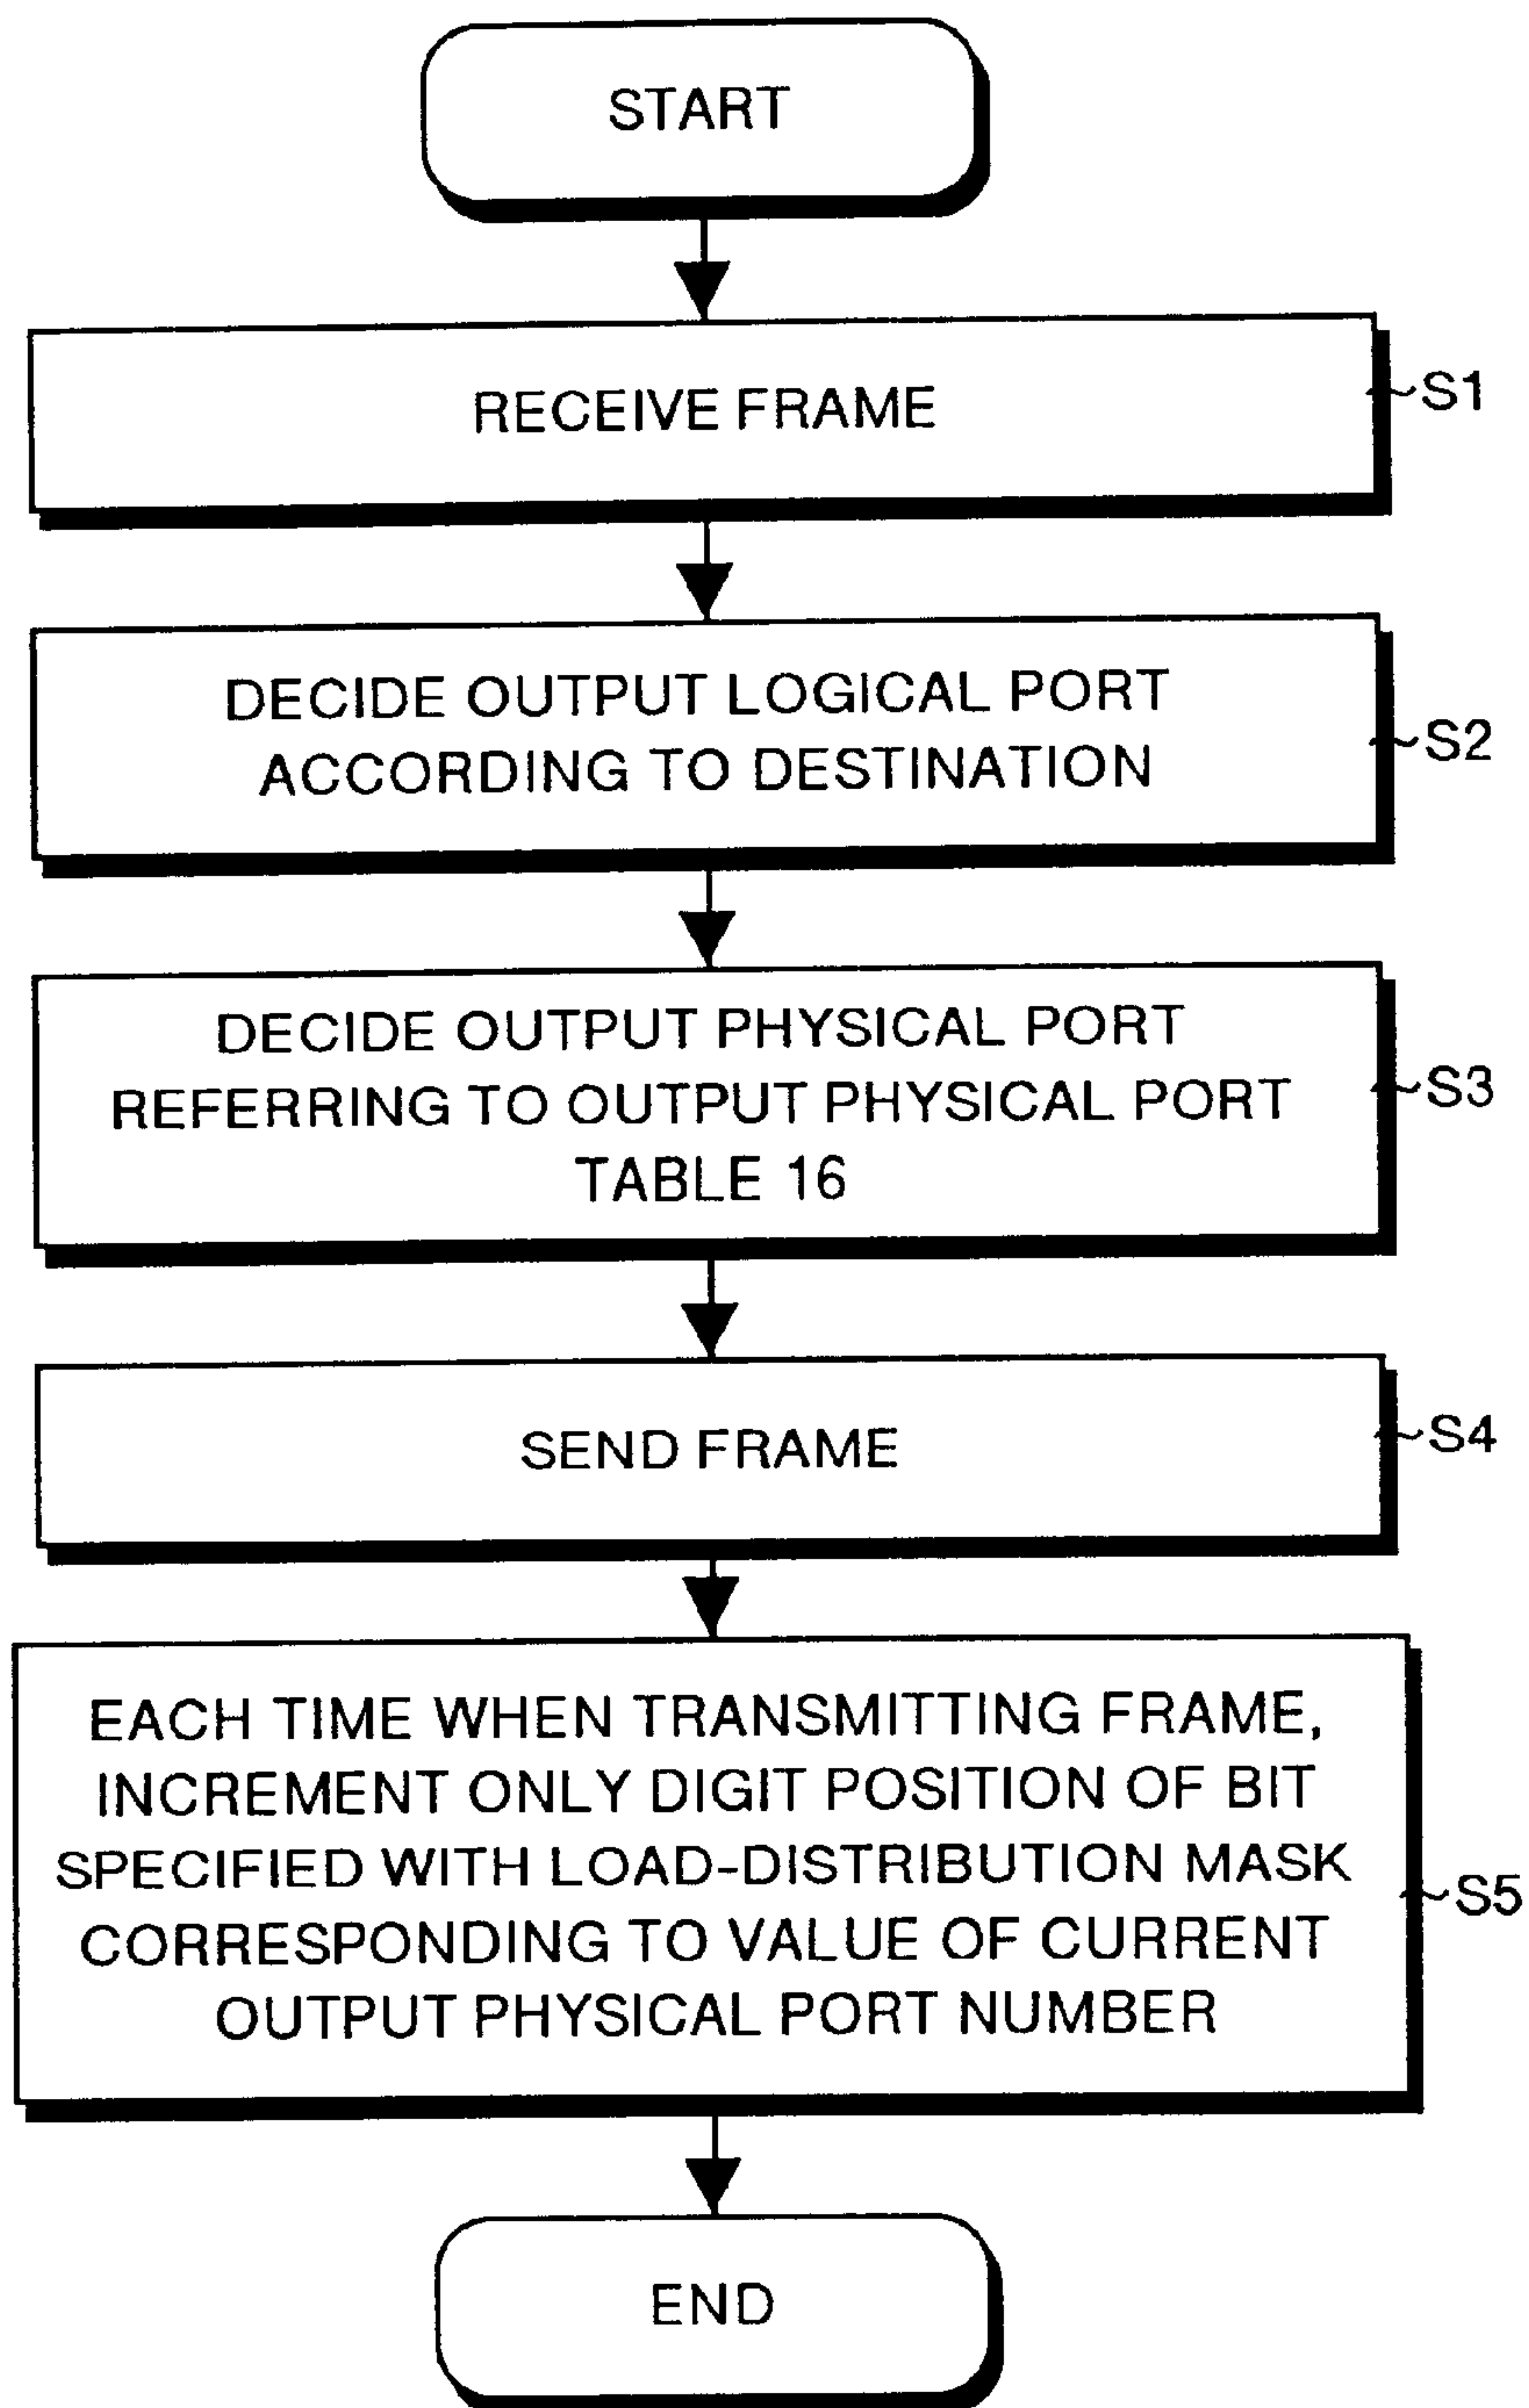 START
RECEIVE FRAME
S1
DECIDE OUTPUT LOGICAL PORT
ACCORDING TO DESTINATION
S2
DECIDE OUTPUT PHYSICAL PORT
REFERRING TO OUTPUT PHYSICAL PORT
TABLE 16
S3
SEND FRAME
S4
EACH TIME WHEN TRANSMITTING FRAME,
INCREMENT ONLY DIGIT POSITION OF BIT
SPECIFIED WITH LOAD-DISTRIBUTION MASK
CORRESPONDING TO VALUE OF CURRENT
OUTPUT PHYSICAL PORT NUMBER
S5
END